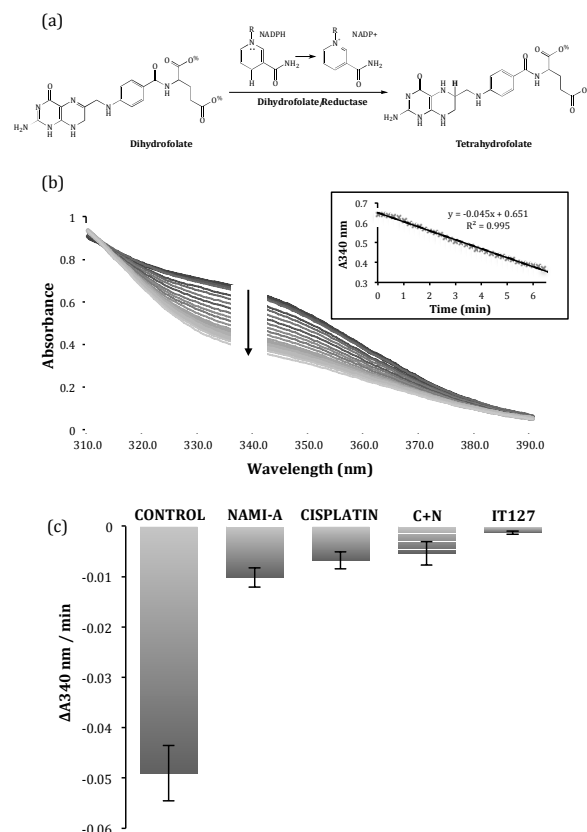 (a)
R
N
NADPH
NH₂
O
H
R
N⁺
NADP+
NH₂
O
Dihydrofolate Reductase
O
N
N
H₂N
N
H
N
H
N
H
O
N
H
O%
O
O%
O
Dihydrofolate
O
H
N
N
H
H₂N
N
H
N
H
N
H
O
N
H
O%
O
O
O
Tetrahydrofolate
(b)
Absorbance
1
0.8
0.6
0.4
0.2
0
310.0
320.0
330.0
340.0
350.0
360.0
370.0
380.0
390.0
Wavelength (nm)
A340 nm
0.7
0.6
0.5
0.4
0.3
y = -0.045x + 0.651
R² = 0.995
0 1 2 3 4 5 6
Time (min)
(c)
CONTROL NAMI-A CISPLATIN C+N IT127
ΔA340 nm / min
0
-0.01
-0.02
-0.03
-0.04
-0.05
-0.06